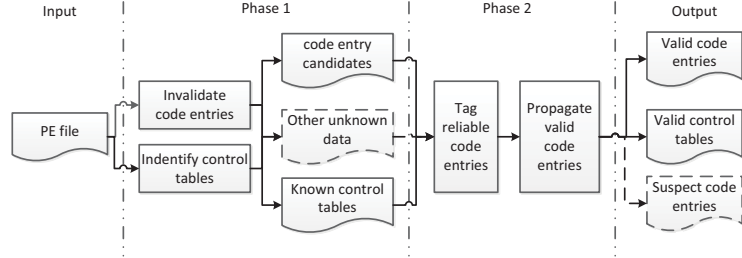 Input
Phase 1
Phase 2
Output
PE file
Invalidate
code entries
Indentify control
tables
code entry
candidates
Other unknown
data
Known control
tables
Tag
reliable
code
entries
Propagate
valid
code
entries
Valid code
entries
Valid control
tables
Suspect code
entries